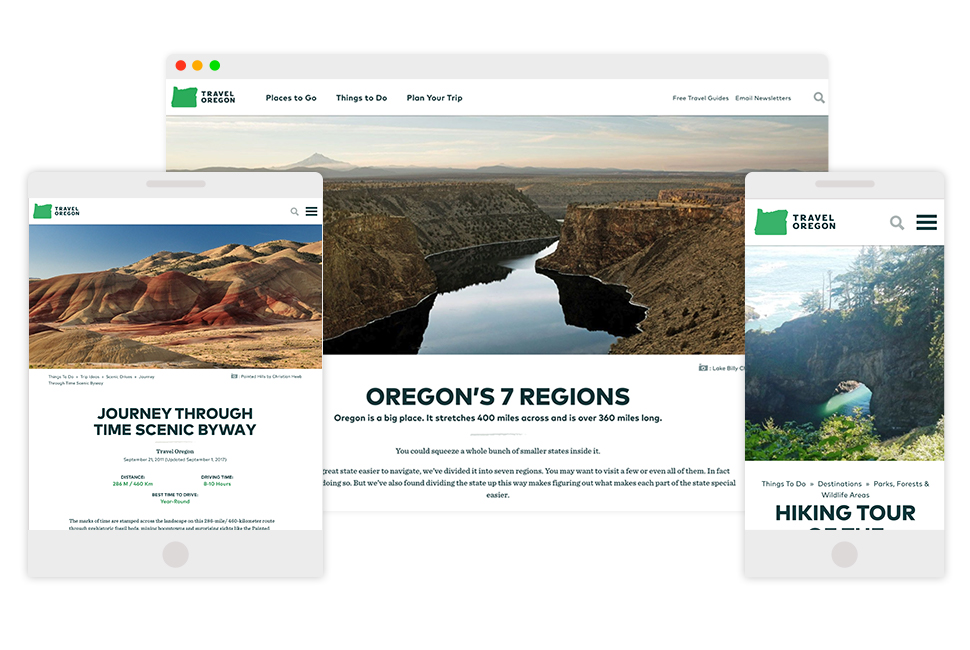 TRAVEL
OREGON
Places to Go
Things to Do
Plan Your Trip
Free Travel Guides
Email Newsletters
: Lake Billy Ch
OREGON'S 7 REGIONS
Oregon is a big place. It stretches 400 miles across and is over 360 miles long.
You could squeeze a whole bunch of smaller states inside it.
great state easier to navigate, we've divided it into seven regions. You may want to visit a few or even all of them. In fact
doing so. But we've also found dividing the state up this way makes figuring out what makes each part of the state special
easier.
TRAVEL
OREGON
Things To Do » Trip Ideas » Scenic Drives » Journey
Through Time Scenic Byway
: Painted Hills by Christian Heeb
JOURNEY THROUGH
TIME SCENIC BYWAY
Travel Oregon
September 21, 2011 (Updated September 1, 2017)
DISTANCE:
286 M / 460 Km
DRIVING TIME:
8-10 Hours
BEST TIME TO DRIVE:
Year-Round
The marks of time are stamped across the landscape on this 286-mile/ 460-kilometer route
through prehistoric fossil beds, mining boomtowns and surprising sights like the Painted
TRAVEL
OREGON
Things To Do » Destinations » Parks, Forests &
Wildlife Areas
HIKING TOUR
OF THE